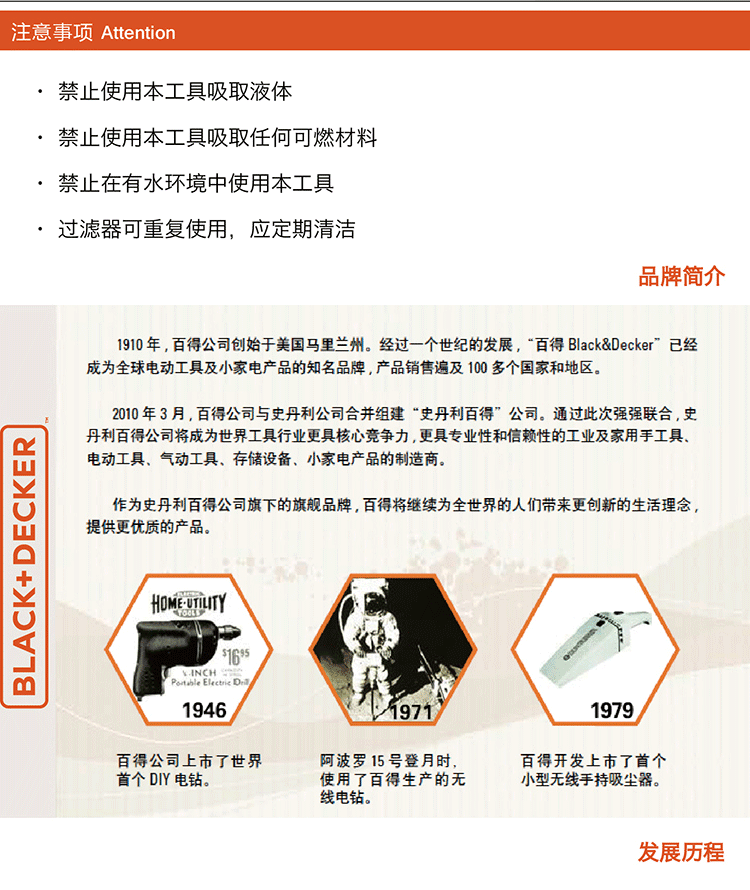 注意事项 Attention
· 禁止使用本工具吸取液体
· 禁止使用本工具吸取任何可燃材料
· 禁止在有水环境中使用本工具
· 过滤器可重复使用，应定期清洁
品牌简介
1910 年，百得公司创始于美国马里兰州。经过一个世纪的发展，“百得 Black&Decker” 已经
成为全球电动工具及小家电产品的知名品牌，产品销售遍及 100 多个国家和地区。
2010 年 3 月，百得公司与史丹利公司合并组建“史丹利百得”公司。通过此次强强联合，史
丹利百得公司将成为世界工具行业更具核心竞争力，更具专业性和信赖性的工业及家用手工具、
电动工具、气动工具、存储设备、小家电产品的制造商。
作为史丹利百得公司旗下的旗舰品牌，百得将继续为全世界的人们带来更创新的生活理念，
提供更优质的产品。
BLACK+DECKER™
ELECTRIC
HOME-UTILITY
TOOLS
$16⁹⁵
-INCH
Portable Electric Drill
1946
1971
1979
百得公司上市了世界
首个 DIY 电钻。
阿波罗 15 号登月时，
使用了百得生产的无
线电钻。
百得开发上市了首个
小型无线手持吸尘器。
发展历程